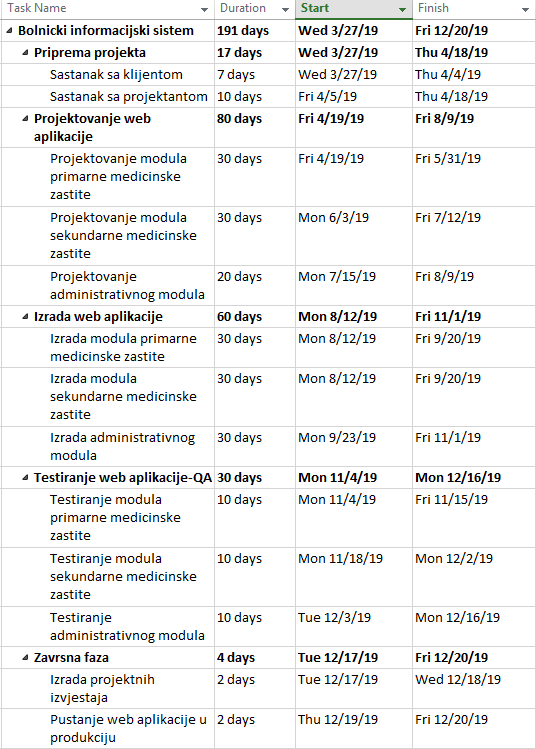 Task Name Duration Start Finish
Bolnicki informacijski sistem 191 days Wed 3/27/19 Fri 12/20/19
Priprema projekta 17 days Wed 3/27/19 Thu 4/18/19
Sastanak sa klijentom 7 days Wed 3/27/19 Thu 4/4/19
Sastanak sa projektantom 10 days Fri 4/5/19 Thu 4/18/19
Projektovanje web 80 days Fri 4/19/19 Fri 8/9/19
aplikacije
Projektovanje modula 30 days Fri 4/19/19 Fri 5/31/19
primarne medicinske
zastite
Projektovanje modula 30 days Mon 6/3/19 Fri 7/12/19
sekundarne medicinske
zastite
Projektovanje 20 days Mon 7/15/19 Fri 8/9/19
administrativnog modula
Izrada web aplikacije 60 days Mon 8/12/19 Fri 11/1/19
Izrada modula primarne 30 days Mon 8/12/19 Fri 9/20/19
medicinske zastite
Izrada modula 30 days Mon 8/12/19 Fri 9/20/19
sekundarne medicinske
zastite
Izrada administrativnog 30 days Mon 9/23/19 Fri 11/1/19
modula
Testiranje web aplikacije-QA 30 days Mon 11/4/19 Mon 12/16/19
Testiranje modula 10 days Mon 11/4/19 Fri 11/15/19
primarne medicinske
zastite
Testiranje modula 10 days Mon 11/18/19 Mon 12/2/19
sekundarne medicinske
zastite
Testiranje 10 days Tue 12/3/19 Mon 12/16/19
administrativnog modula
Zavrsna faza 4 days Tue 12/17/19 Fri 12/20/19
Izrada projektnih 2 days Tue 12/17/19 Wed 12/18/19
izvjestaja
Pustanje web aplikacije u 2 days Thu 12/19/19 Fri 12/20/19
produkciju